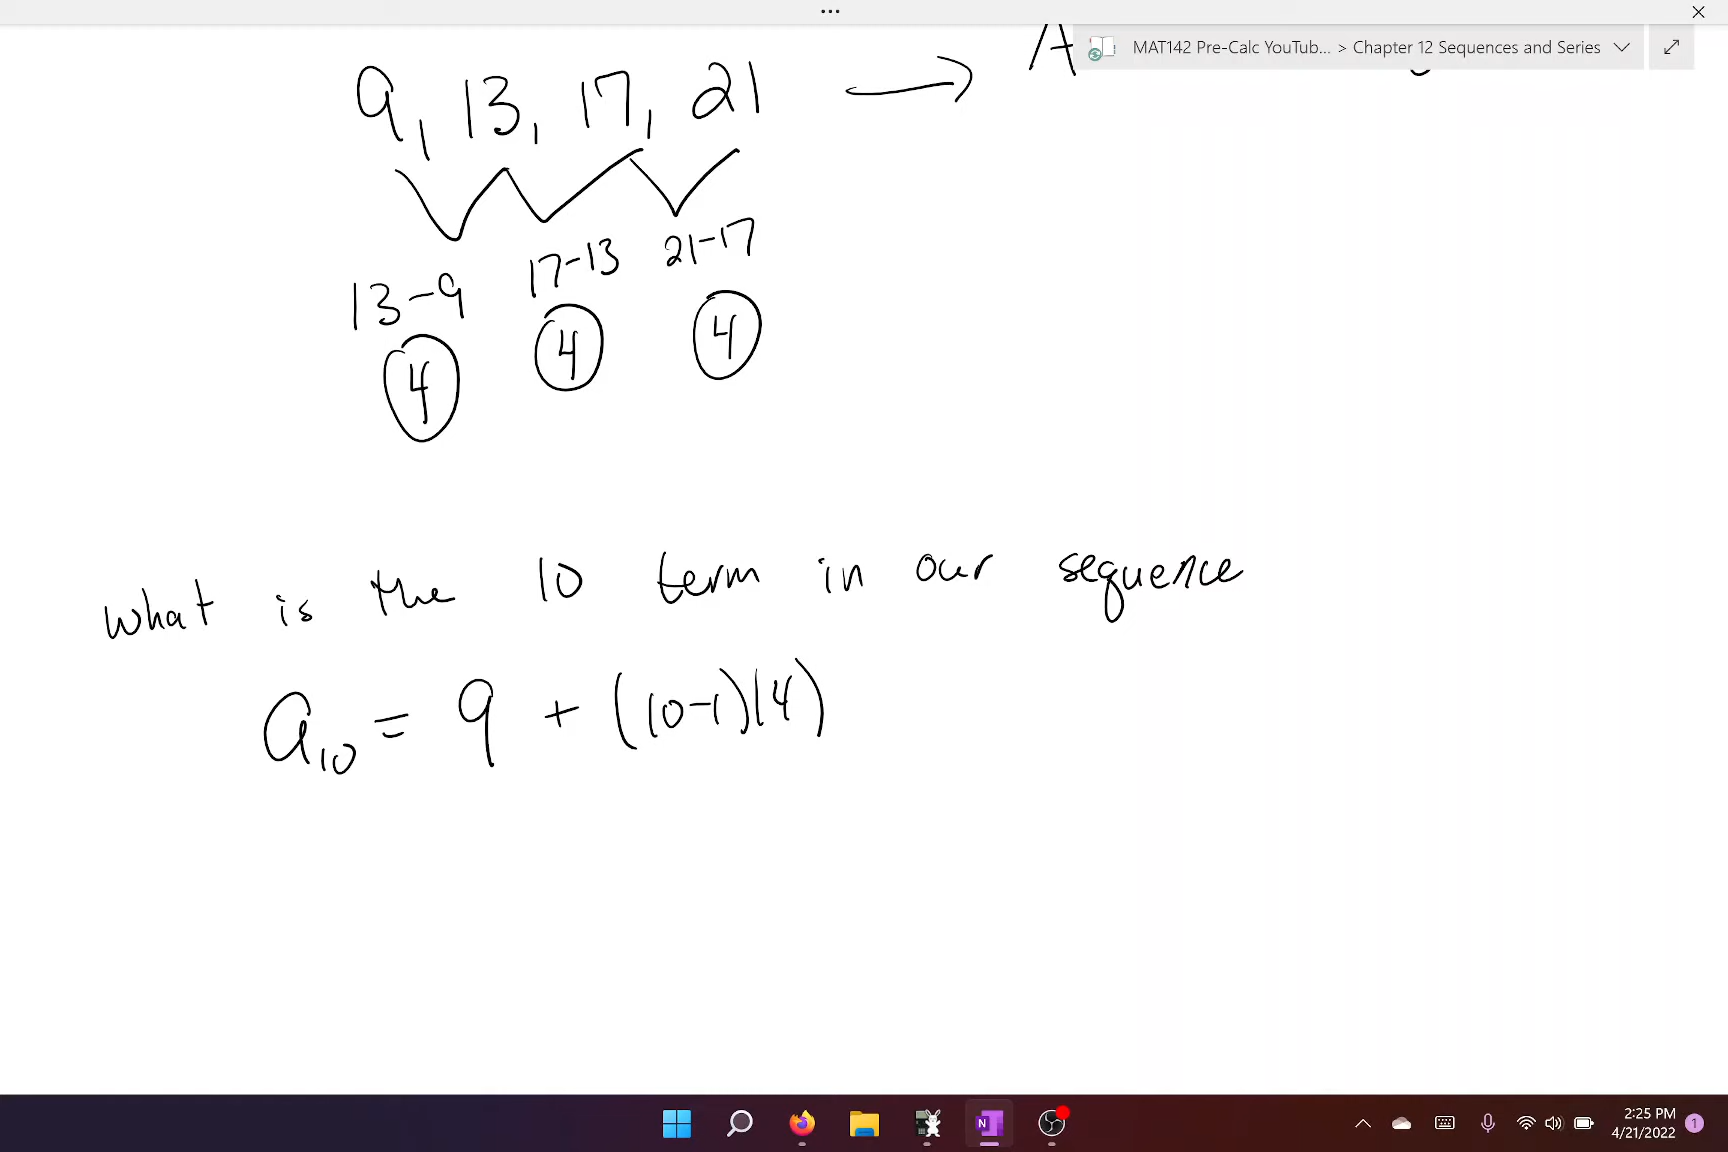 MAT142 Pre-Calc YouTub... > Chapter 12 Sequences and Series
9, 13, 17, 21 → A
13-9 17-13 21-17
4 4 4
what is the 10 term in our sequence
a₁₀ = 9 + (10-1)(4)
2:25 PM
4/21/2022
1